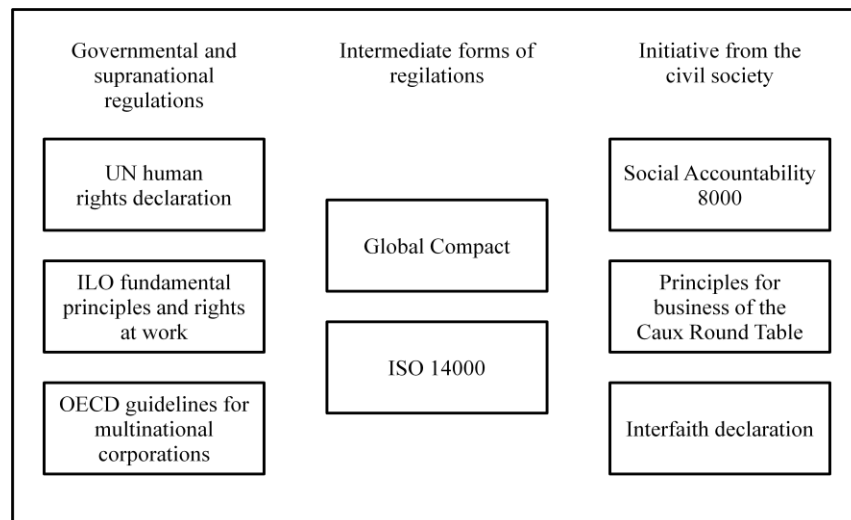 Governmental and
supranational
regulations
UN human
rights declaration
ILO fundamental
principles and rights
at work
OECD guidelines for
multinational
corporations
Intermediate forms of
regilations
Global Compact
ISO 14000
Initiative from the
civil society
Social Accountability
8000
Principles for
business of the
Caux Round Table
Interfaith declaration